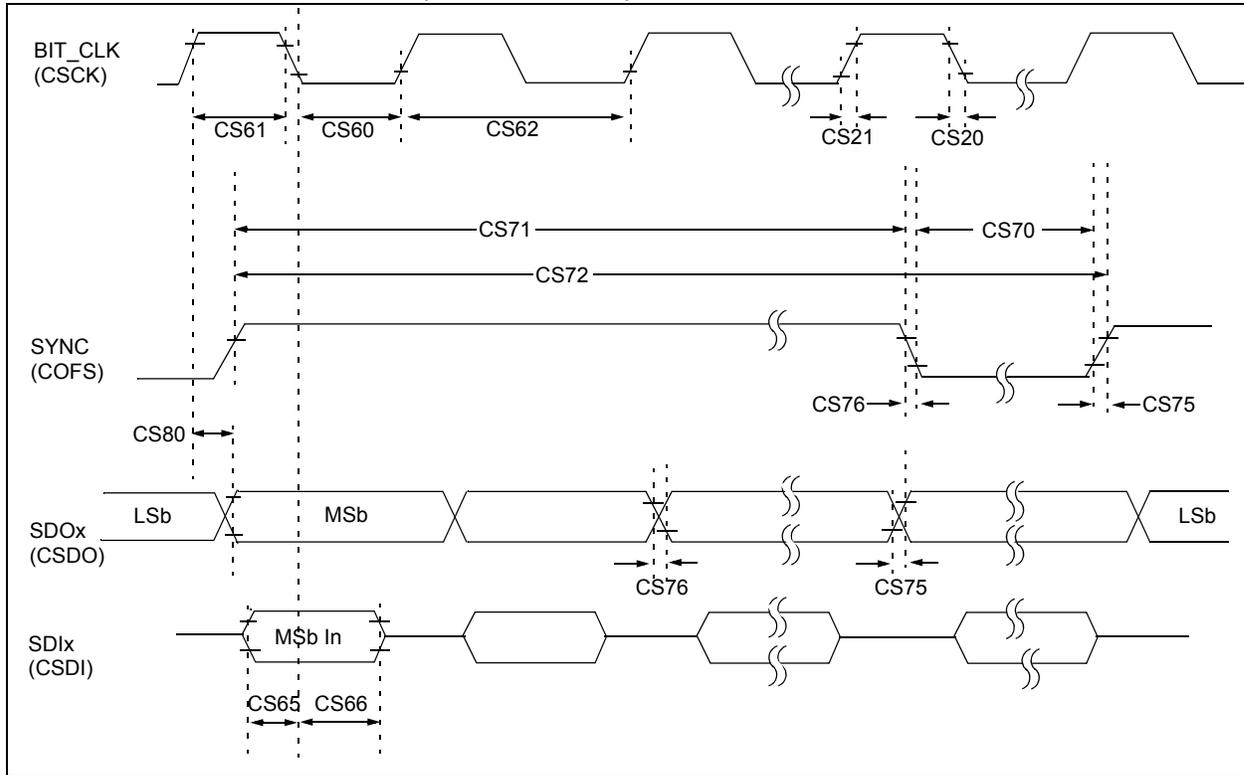 BIT_CLK
(CSCK)
CS61
CS60
CS62
CS21
CS20
CS71
CS70
CS72
SYNC
(COFS)
CS76
CS75
CS80
LSb
MSb
LSb
SDOx
(CSDO)
CS76
CS75
SDIx
(CSDI)
MSb In
CS65
CS66